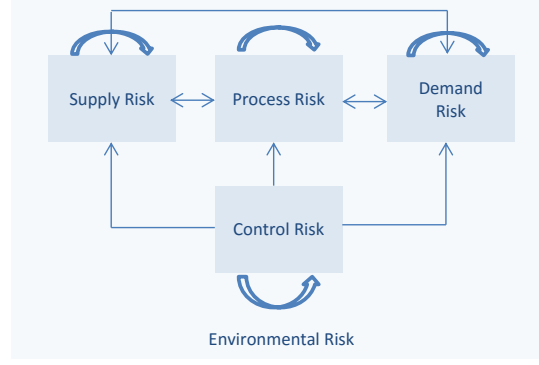 Supply Risk
Process Risk
Demand
Risk
Control Risk
Environmental Risk